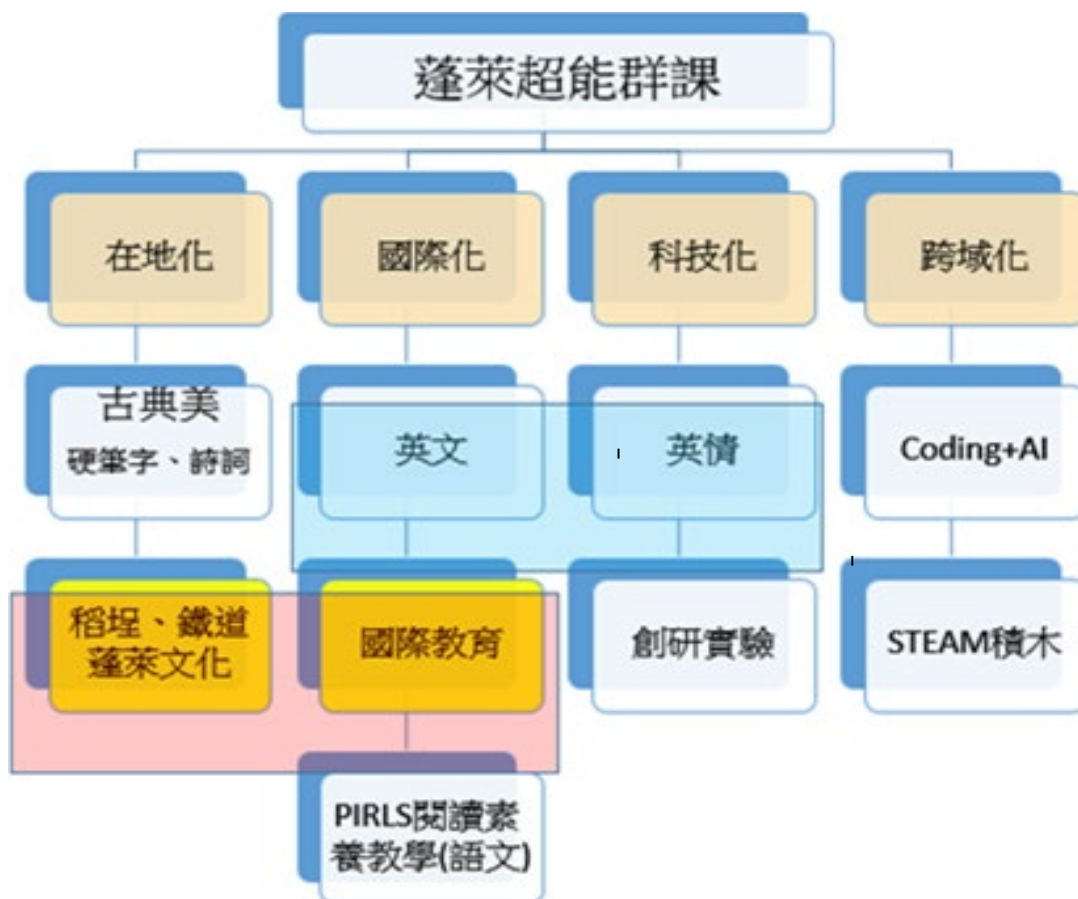 蓬萊超能群課
在地化
國際化
科技化
跨域化
古典美
硬筆字、詩詞
英文
英情
Coding+AI
稻埕、鐵道
蓬萊文化
國際教育
創研實驗
STEAM積木
PIRLS閱讀素
養教學(語文)